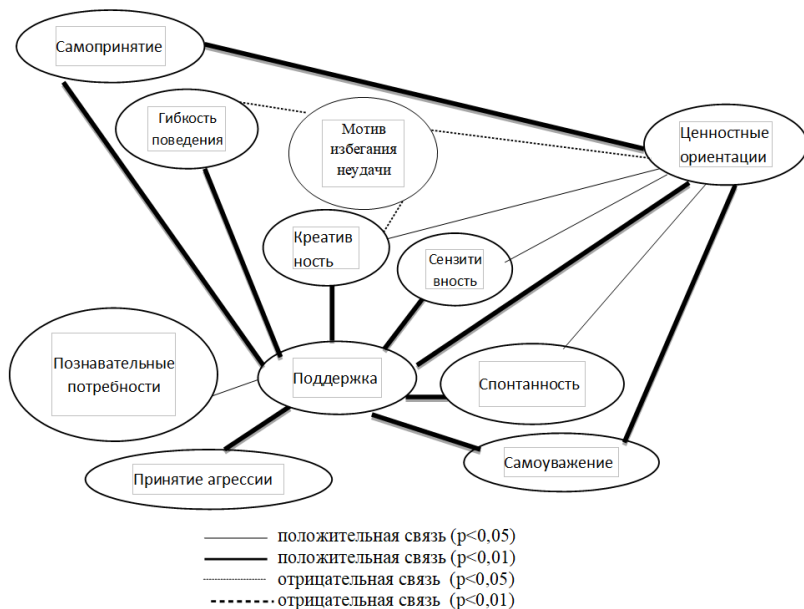 Самопринятие
Гибкость
поведения
Мотив
избегания
неудачи
Ценностные
ориентации
Креатив
ность
Сензити
вность
Познавательные
потребности
Поддержка
Спонтанность
Принятие агрессии
Самоуважение
положительная связь (р<0,05)
положительная связь (р<0,01)
отрицательная связь (р<0,05)
отрицательная связь (р<0,01)